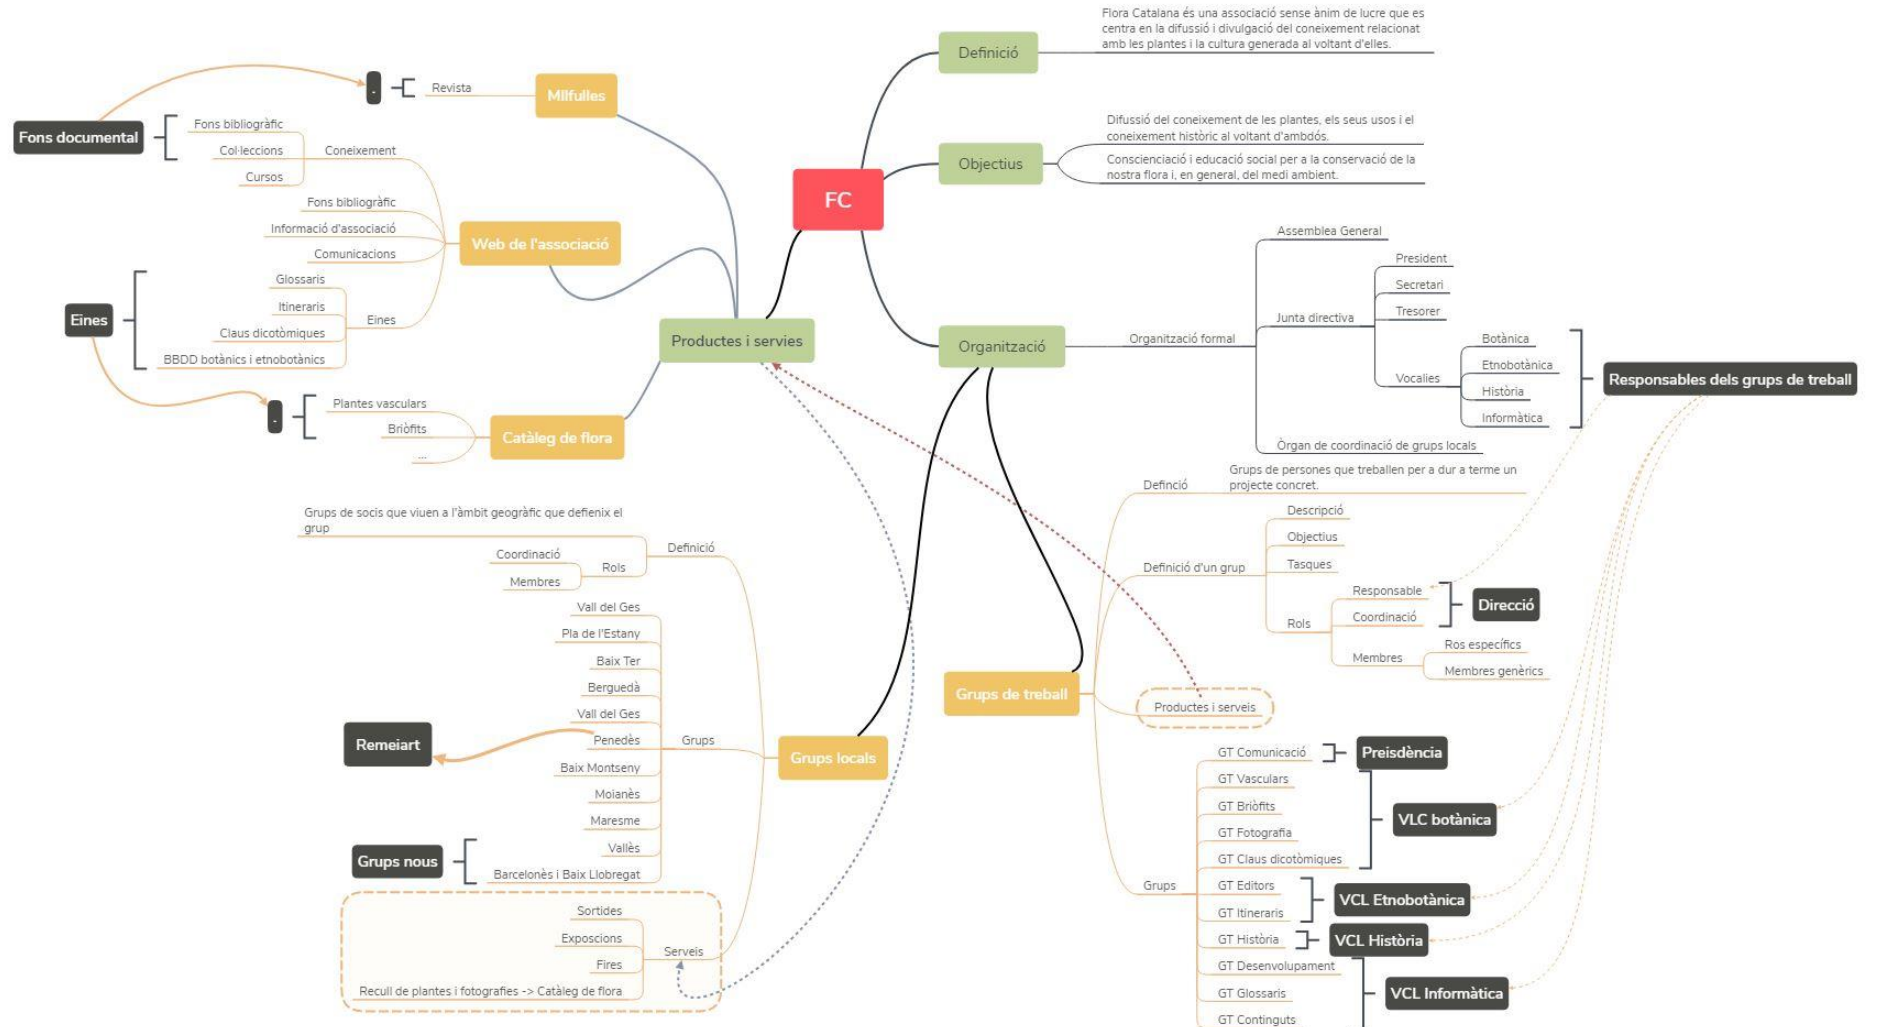 FC
Definició
Flora Catalana és una associació sense ànim de lucre que es
centra en la difussió i divulgació del coneixement relacionat
amb les plantes i la cultura generada al voltant d'elles.
Objectius
Difussió del coneixement de les plantes, els seus usos i el
coneixement històric al voltant d'ambdós.
Conscienciació i educació social per a la conservació de la
nostra flora i, en general, del medi ambient.
Organització
Organització formal
Assemblea General
Junta directiva
President
Secretari
Tresorer
Vocalies
Botànica
Etnobotànica
Història
Informàtica
Responsables dels grups de treball
Òrgan de coordinació de grups locals
Grups de treball
Definció
Grups de persones que treballen per a dur a terme un
projecte concret.
Definició d'un grup
Descripció
Objectius
Tasques
Rols
Responsable
Coordinació
Direcció
Membres
Ros específics
Membres genèrics
Productes i serveis
Grups
GT Comunicació
Preisdència
GT Vasculars
GT Briòfits
GT Fotografia
GT Claus dicotòmiques
VLC botànica
GT Editors
GT Itineraris
VCL Etnobotànica
GT Història
VCL Història
GT Desenvolupament
GT Glossaris
GT Continguts
VCL Informàtica
Productes i servies
MIlfulles
Revista
.
Web de l'associació
Coneixement
Fons bibliogràfic
Col·leccions
Cursos
Fons documental
Fons bibliogràfic
Informació d'associació
Comunicacions
Eines
Glossaris
Itineraris
Claus dicotòmiques
BBDD botànics i etnobotànics
Eines
Catàleg de flora
Plantes vasculars
Briòfits
...
.
Grups locals
Definició
Grups de socis que viuen a l'àmbit geogràfic que defienix el
grup
Rols
Coordinació
Membres
Grups
Vall del Ges
Pla de l'Estany
Baix Ter
Berguedà
Vall del Ges
Penedès
Remeiart
Baix Montseny
Moianès
Maresme
Vallès
Barcelonès i Baix Llobregat
Grups nous
Serveis
Sortides
Exposcions
Fires
Recull de plantes i fotografies -> Catàleg de flora